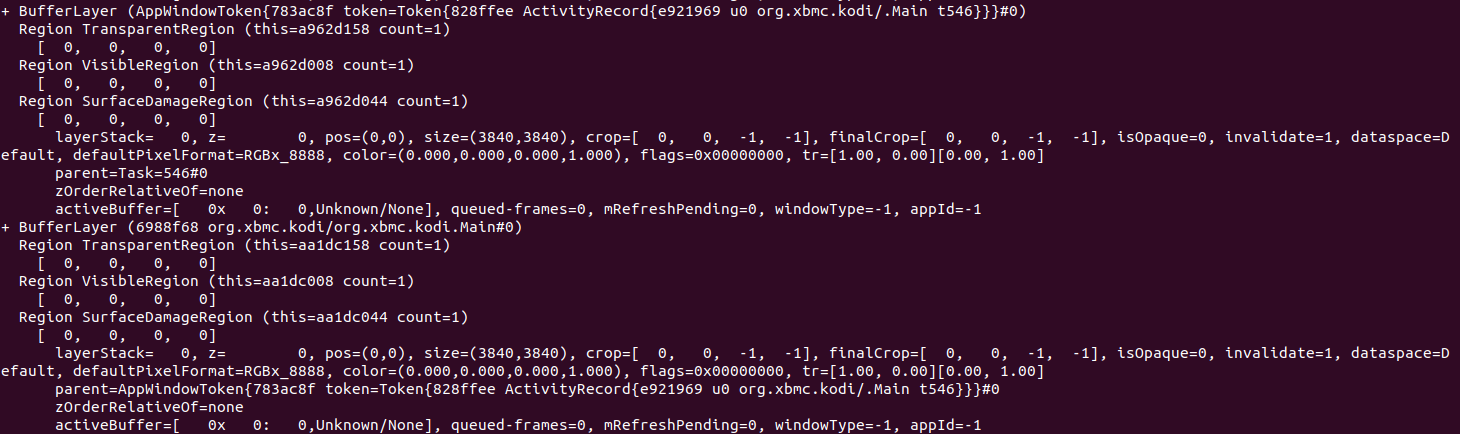 + BufferLayer (AppWindowToken{783ac8f token=Token{828ffee ActivityRecord{e921969 u0 org.xbmc.kodi/.Main t546}}}#0)
  Region TransparentRegion (this=a962d158 count=1)
    [  0,   0,   0,   0]
  Region VisibleRegion (this=a962d008 count=1)
    [  0,   0,   0,   0]
  Region SurfaceDamageRegion (this=a962d044 count=1)
    [  0,   0,   0,   0]
      layerStack=   0, z=        0, pos=(0,0), size=(3840,3840), crop=[  0,   0,  -1,  -1], finalCrop=[  0,   0,  -1,  -1], isOpaque=0, invalidate=1, dataspace=D
efault, defaultPixelFormat=RGBx_8888, color=(0.000,0.000,0.000,1.000), flags=0x00000000, tr=[1.00, 0.00][0.00, 1.00]
      parent=Task=546#0
      zOrderRelativeOf=none
      activeBuffer=[   0x   0:   0,Unknown/None], queued-frames=0, mRefreshPending=0, windowType=-1, appId=-1
+ BufferLayer (6988f68 org.xbmc.kodi/org.xbmc.kodi.Main#0)
  Region TransparentRegion (this=aa1dc158 count=1)
    [  0,   0,   0,   0]
  Region VisibleRegion (this=aa1dc008 count=1)
    [  0,   0,   0,   0]
  Region SurfaceDamageRegion (this=aa1dc044 count=1)
    [  0,   0,   0,   0]
      layerStack=   0, z=        0, pos=(0,0), size=(3840,3840), crop=[  0,   0,  -1,  -1], finalCrop=[  0,   0,  -1,  -1], isOpaque=0, invalidate=1, dataspace=D
efault, defaultPixelFormat=RGBx_8888, color=(0.000,0.000,0.000,1.000), flags=0x00000000, tr=[1.00, 0.00][0.00, 1.00]
      parent=AppWindowToken{783ac8f token=Token{828ffee ActivityRecord{e921969 u0 org.xbmc.kodi/.Main t546}}}#0
      zOrderRelativeOf=none
      activeBuffer=[   0x   0:   0,Unknown/None], queued-frames=0, mRefreshPending=0, windowType=-1, appId=-1